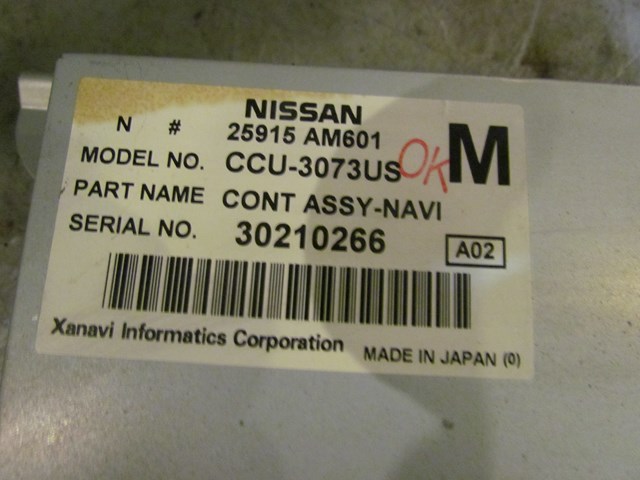 NISSAN
N # 25915 AM601
MODEL NO. CCU-3073US OK M
PART NAME CONT ASSY-NAVI
SERIAL NO. 30210266 A02
Xanavi Informatics Corporation MADE IN JAPAN (0)